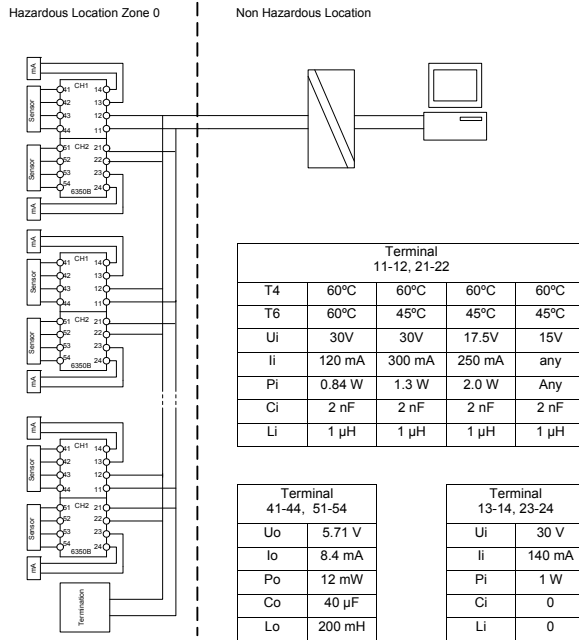 Hazardous Location Zone 0
Non Hazardous Location
mA
Sensor
41 CH1 14
42 13
43 12
44 11
Sensor
51 CH2 21
52 22
53 23
54 24
6350B
mA
mA
Sensor
41 CH1 14
42 13
43 12
44 11
Sensor
51 CH2 21
52 22
53 23
54 24
6350B
mA
mA
Sensor
41 CH1 14
42 13
43 12
44 11
Sensor
51 CH2 21
52 22
53 23
54 24
6350B
mA
Termination
Terminal
11-12, 21-22
T4 60ºC 60ºC 60ºC 60ºC
T6 60ºC 45ºC 45ºC 45ºC
Ui 30V 30V 17.5V 15V
Ii 120 mA 300 mA 250 mA any
Pi 0.84 W 1.3 W 2.0 W Any
Ci 2 nF 2 nF 2 nF 2 nF
Li 1 µH 1 µH 1 µH 1 µH
Terminal
41-44, 51-54
Uo 5.71 V
Io 8.4 mA
Po 12 mW
Co 40 µF
Lo 200 mH
Terminal
13-14, 23-24
Ui 30 V
Ii 140 mA
Pi 1 W
Ci 0
Li 0